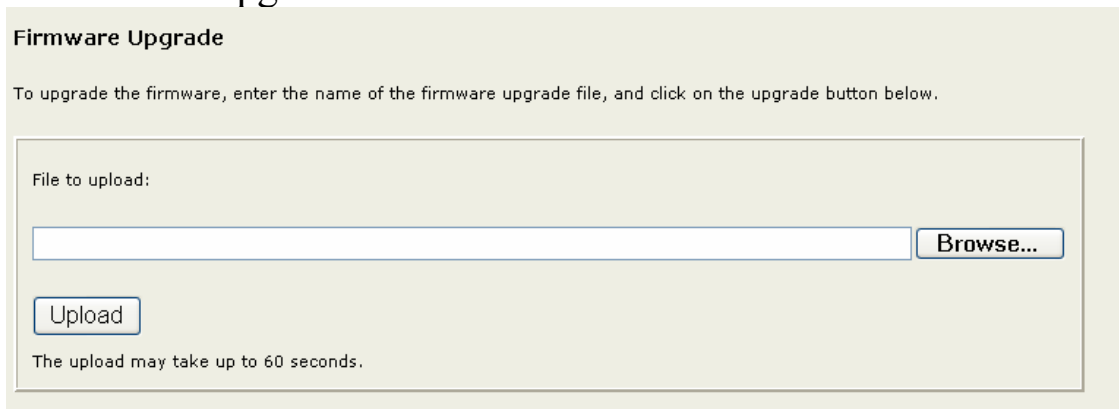 Firmware Upgrade
To upgrade the firmware, enter the name of the firmware upgrade file, and click on the upgrade button below.
File to upload:
Browse...
Upload
The upload may take up to 60 seconds.